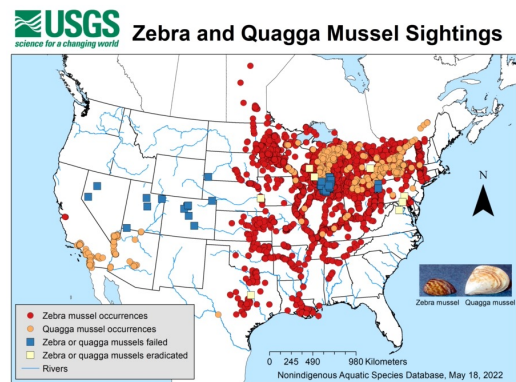 USGS
science for a changing world
Zebra and Quagga Mussel Sightings
N
Zebra mussel Quagga mussel
Zebra mussel occurrences
Quagga mussel occurrences
Zebra or quagga mussels failed
Zebra or quagga mussels eradicated
Rivers
0 245 490 980 Kilometers
Nonindigenous Aquatic Species Database, May 18, 2022